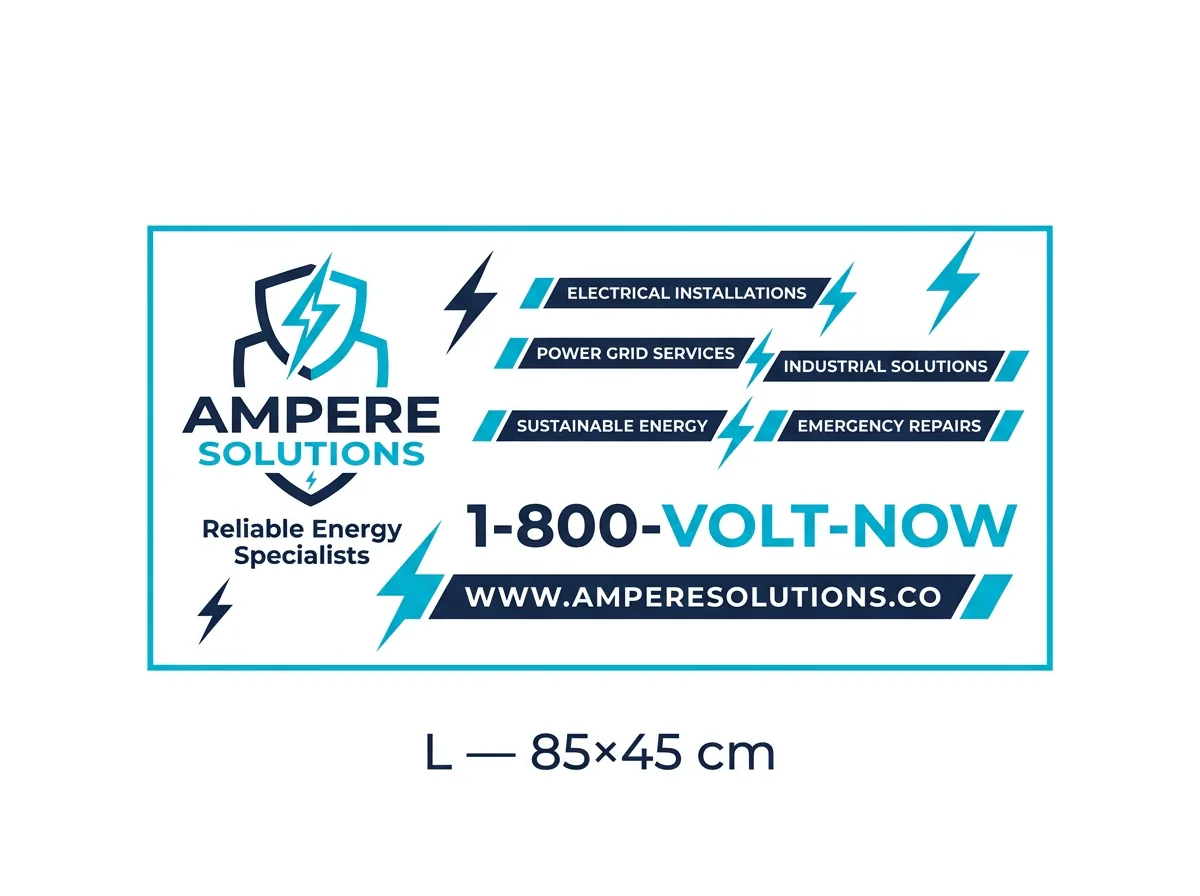 AMPERE
SOLUTIONS
Reliable Energy
Specialists
ELECTRICAL INSTALLATIONS
POWER GRID SERVICES
INDUSTRIAL SOLUTIONS
SUSTAINABLE ENERGY
EMERGENCY REPAIRS
1-800-VOLT-NOW
WWW.AMPERESOLUTIONS.CO
L — 85×45 cm